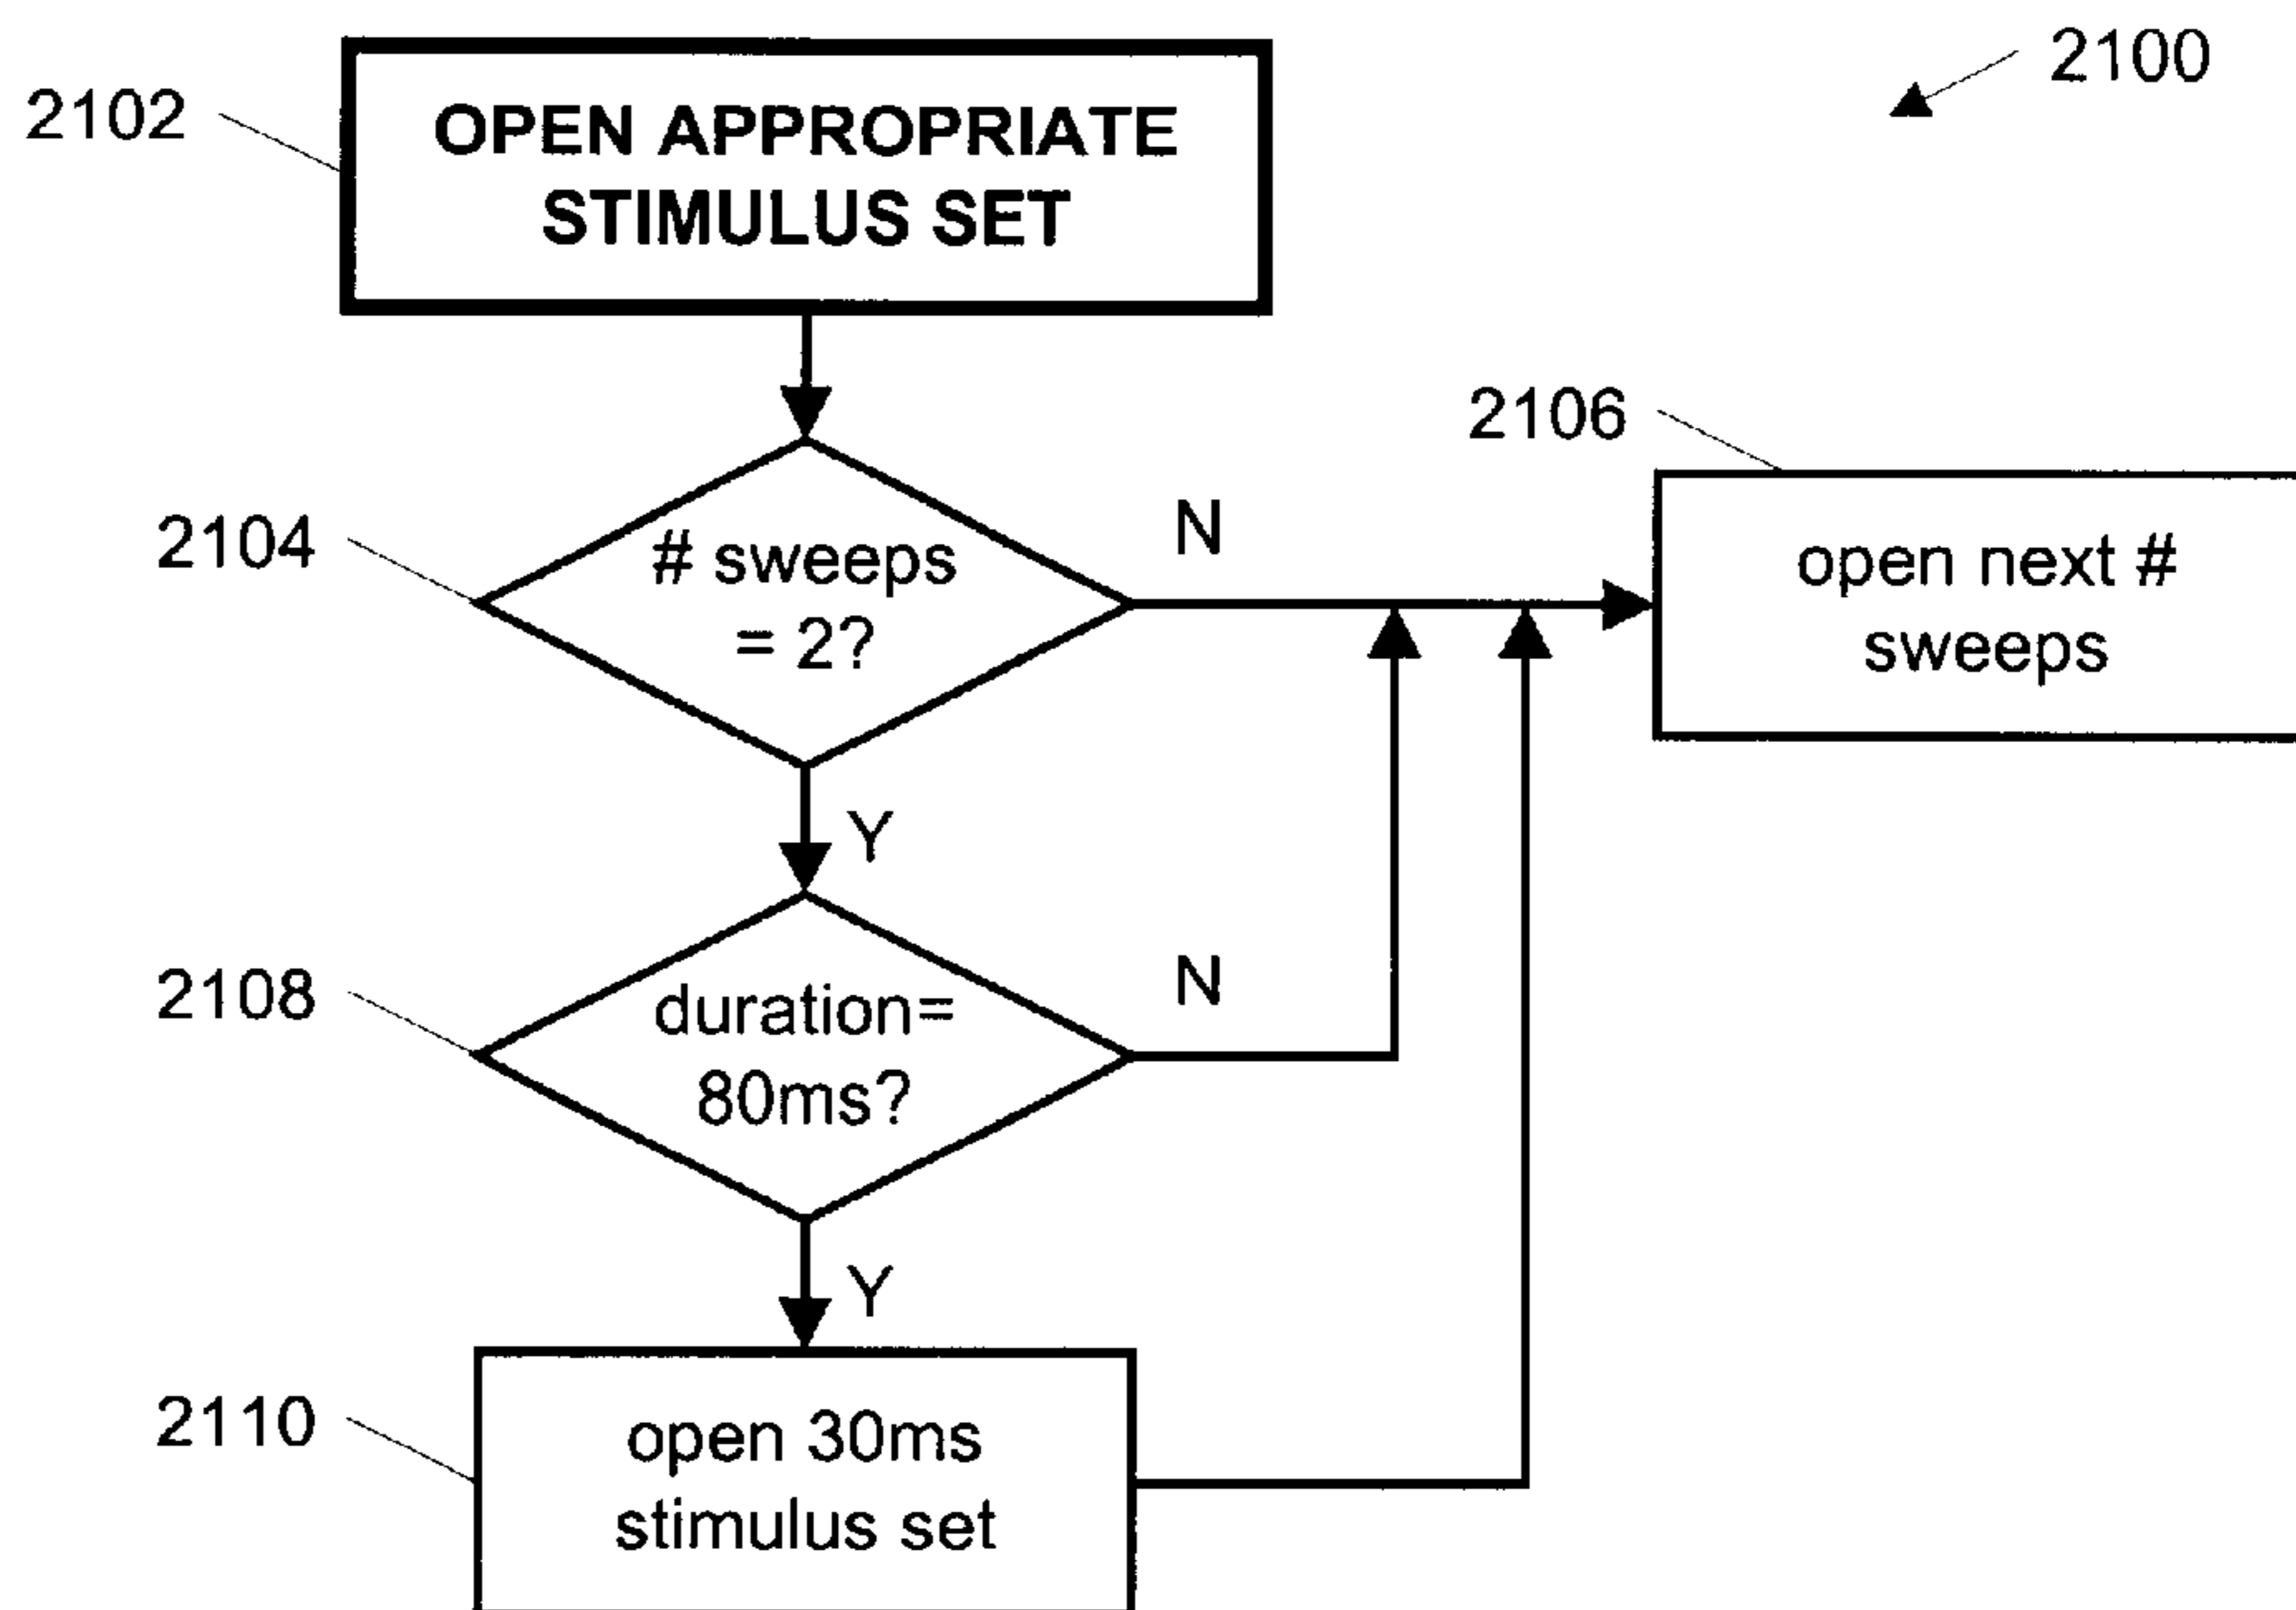 2100
2102
OPEN APPROPRIATE
STIMULUS SET
2106
N
open next #
sweeps
2104
# sweeps
= 2?
Y
2108
N
duration=
80ms?
Y
2110
open 30ms
stimulus set